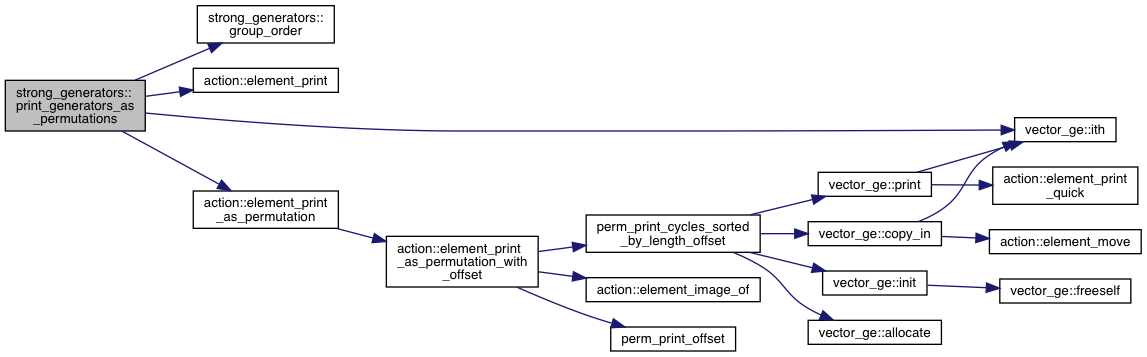 strong_generators::
print_generators_as
_permutations
strong_generators::
group_order
action::element_print
action::element_print
_as_permutation
action::element_print
_as_permutation_with
_offset
perm_print_cycles_sorted
_by_length_offset
action::element_image_of
perm_print_offset
vector_ge::print
vector_ge::copy_in
vector_ge::init
vector_ge::allocate
vector_ge::ith
action::element_print
_quick
action::element_move
vector_ge::freeself